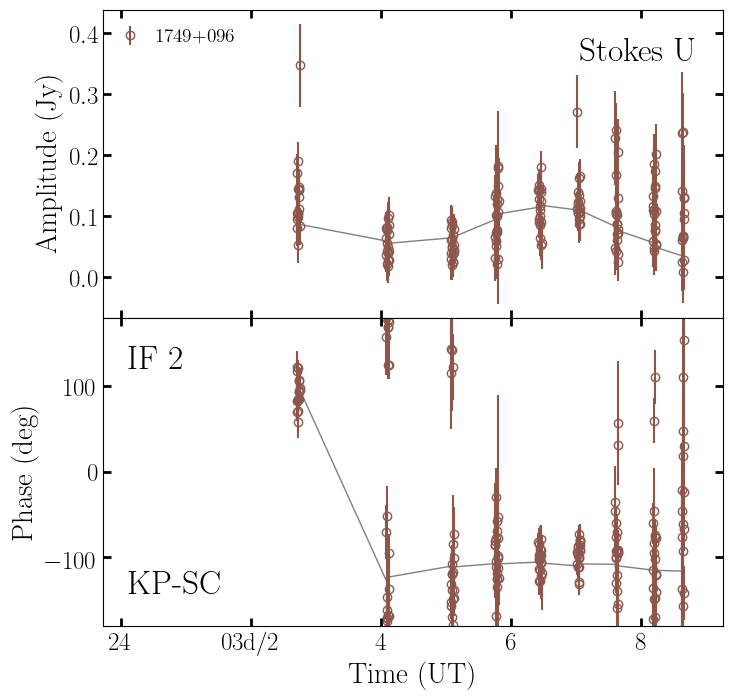 1749+096
Stokes U
0.4
0.3
0.2
0.1
0.0
Amplitude (Jy)
IF 2
100
0
−100
Phase (deg)
KP-SC
24 03d/2 4 6 8
Time (UT)